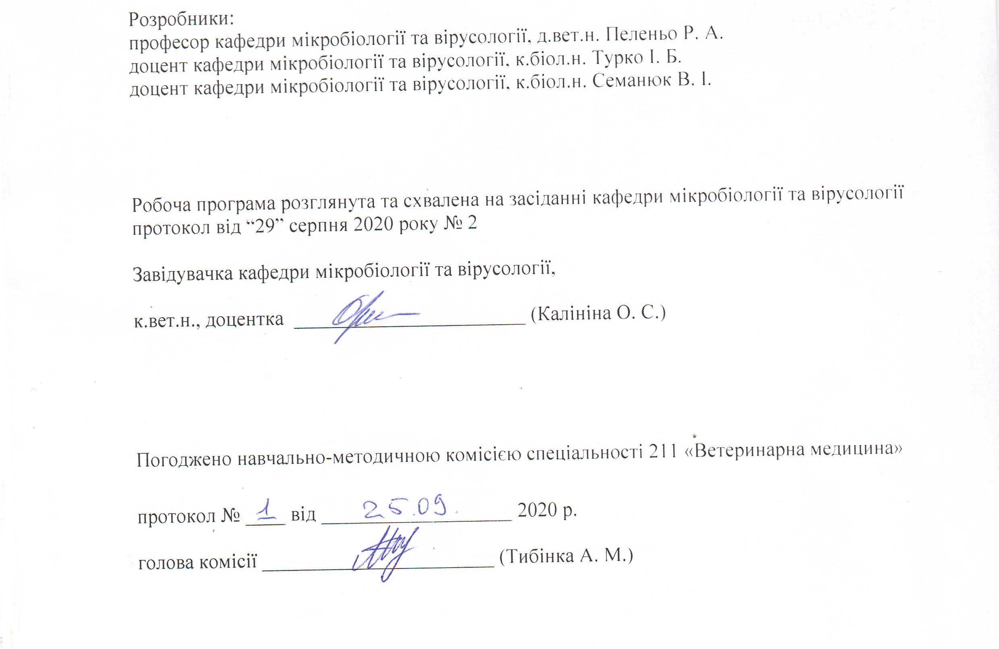 Розробники:
професор кафедри мікробіології та вірусології, д.вет.н. Пеленьо Р. А.
доцент кафедри мікробіології та вірусології, к.біол.н. Турко І. Б.
доцент кафедри мікробіології та вірусології, к.біол.н. Семанюк В. І.
Робоча програма розглянута та схвалена на засіданні кафедри мікробіології та вірусології
протокол від “29” серпня 2020 року № 2
Завідувачка кафедри мікробіології та вірусології,
к.вет.н., доцентка (Калініна О. С.)
Погоджено навчально-методичною комісією спеціальності 211 «Ветеринарна медицина»
протокол № 1 від 25.09. 2020 р.
голова комісії (Тибінка А. М.)